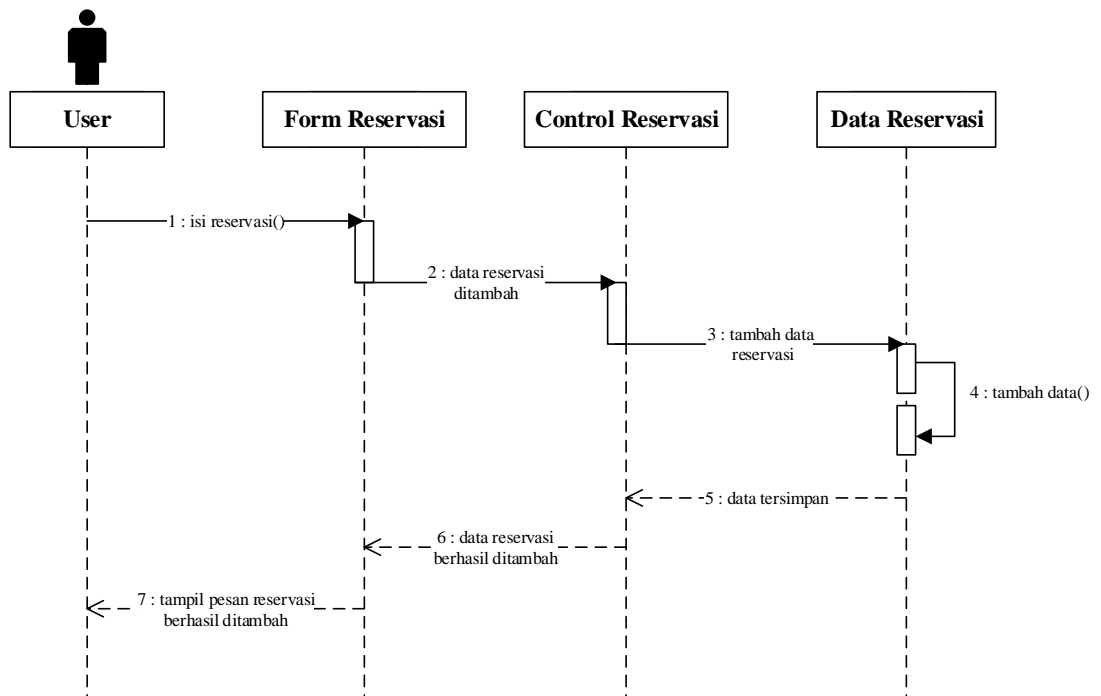 User
Form Reservasi
Control Reservasi
Data Reservasi
1 : isi reservasi()
2 : data reservasi
ditambah
3 : tambah data
reservasi
4 : tambah data()
5 : data tersimpan
6 : data reservasi
berhasil ditambah
7 : tampil pesan reservasi
berhasil ditambah